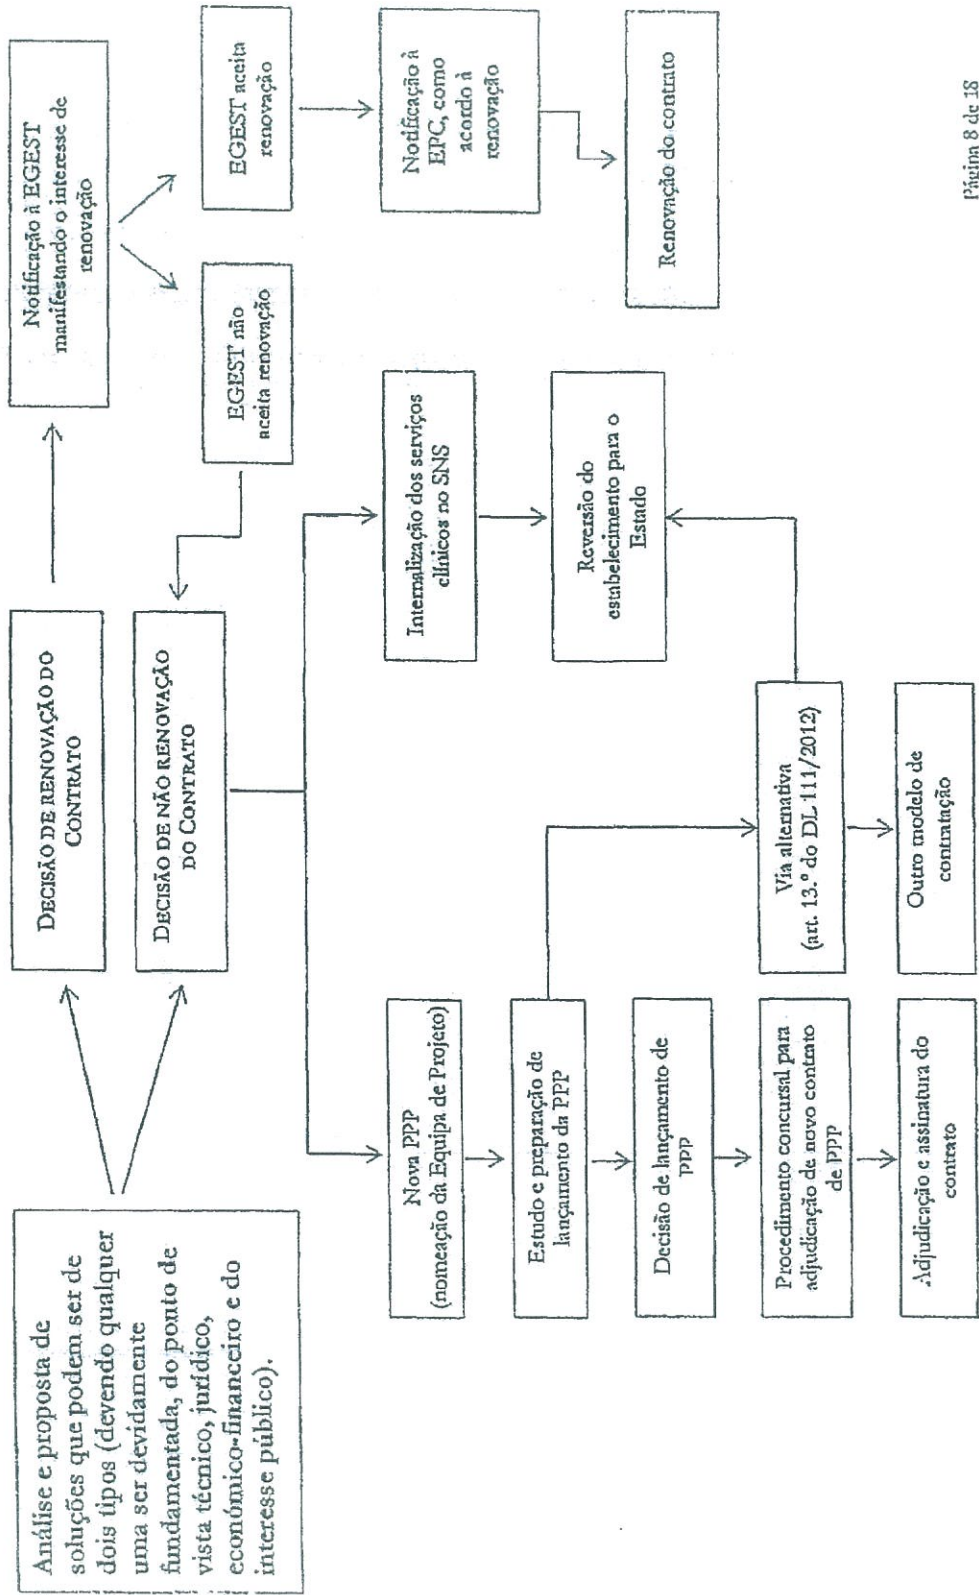 Análise e proposta de
soluções que podem ser de
dois tipos (devendo qualquer
uma ser devidamente
fundamentada, do ponto de
vista técnico, jurídico,
económico-financeiro e do
interesse público).
DECISÃO DE RENOVAÇÃO DO
CONTRATO
DECISÃO DE NÃO RENOVAÇÃO
DO CONTRATO
Notificação à EGEST
manifestando o interesse de
renovação
EGEST não
aceita renovação
EGEST aceita
renovação
Notificação à
EPC, como
acordo à
renovação
Renovação do contrato
Nova PPP
(nomeação da Equipa de Projeto)
Estudo e preparação de
lançamento da PPP
Decisão de lançamento de
PPP
Procedimento concursal para
adjudicação de novo contrato
de PPP
Adjudicação e assinatura do
contrato
Via alternativa
(art. 13.º do DL 111/2012)
Outro modelo de
contratação
Internalização dos serviços
clínicos no SNS
Reversão do
estabelecimento para o
Estado
Página 8 de 18